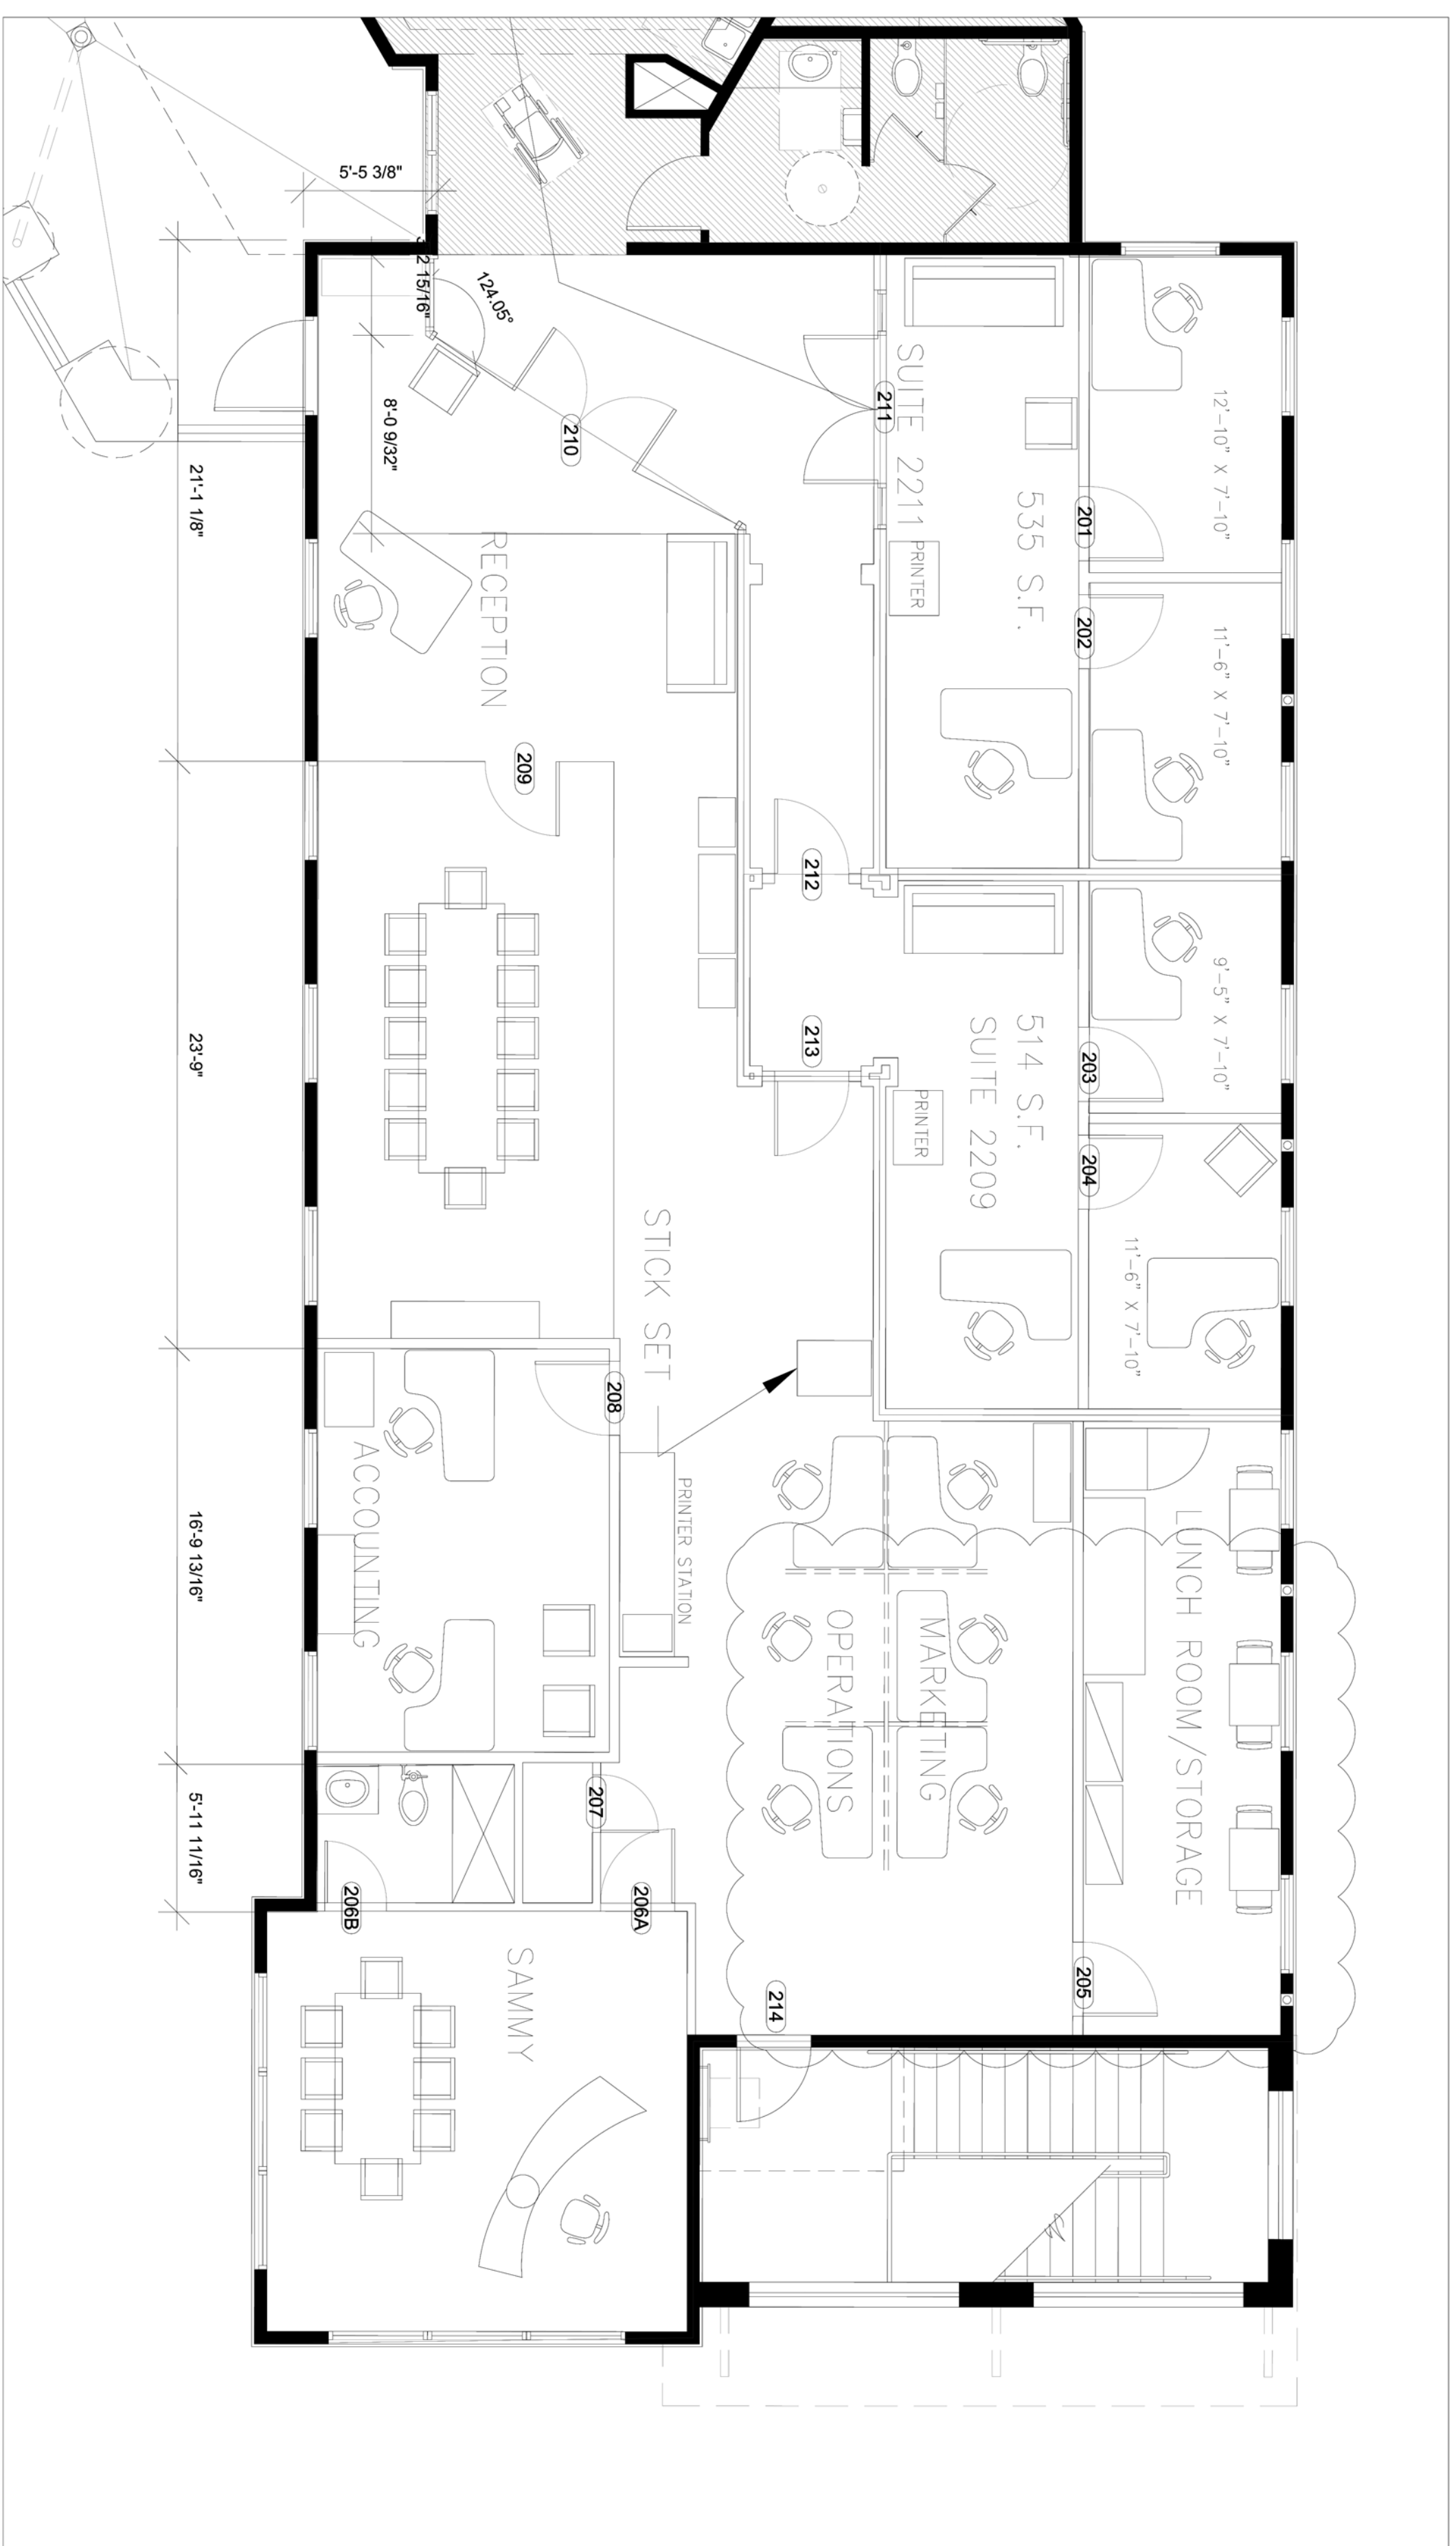 12'-10" X 7'-10"
11'-6" X 7'-10"
9'-5" X 7'-10"
11'-6" X 7'-10"
LUNCH ROOM/STORAGE
201
202
203
204
205
535 S.F.
514 S.F.
SUITE 2211
SUITE 2209
PRINTER
PRINTER
MARKETING
211
OPERATIONS
212
213
214
PRINTER STATION
STICK SET
210
208
207
206A
209
RECEPTION
SAMMY
124.05°
3'-2 15/16"
8'-0 9/32"
ACCOUNTING
206B
5'-5 3/8"
21'-1 1/8"
23'-9"
16'-9 13/16"
5'-11 11/16"